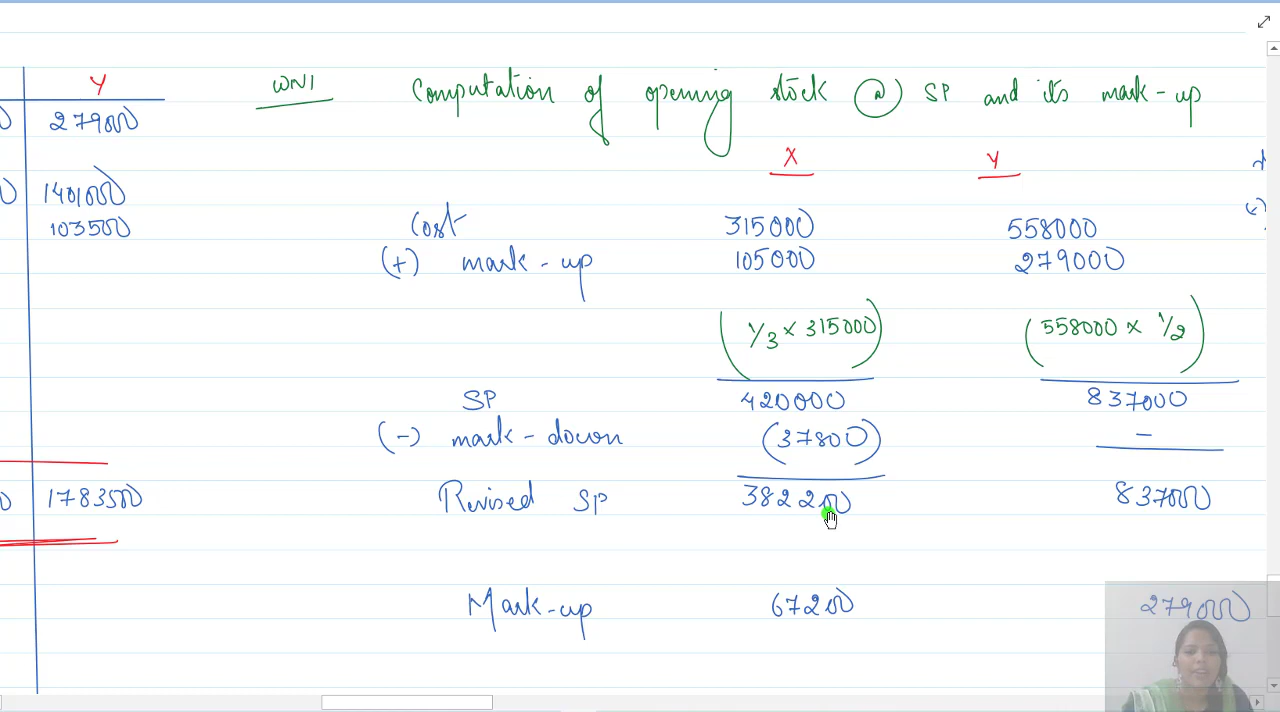 Y
) 279000
) 1401000
103500
0 1783500
WN1 Computation of opening stock @ SP and its mark-up
X Y
Cost 315000 558000
(+) mark-up 105000 279000
(1/3 × 315000) (558000 × 1/2)
SP 420000 837000
(-) mark-down (37800) -
Revised SP 382200 837000
Mark-up 67200 279000